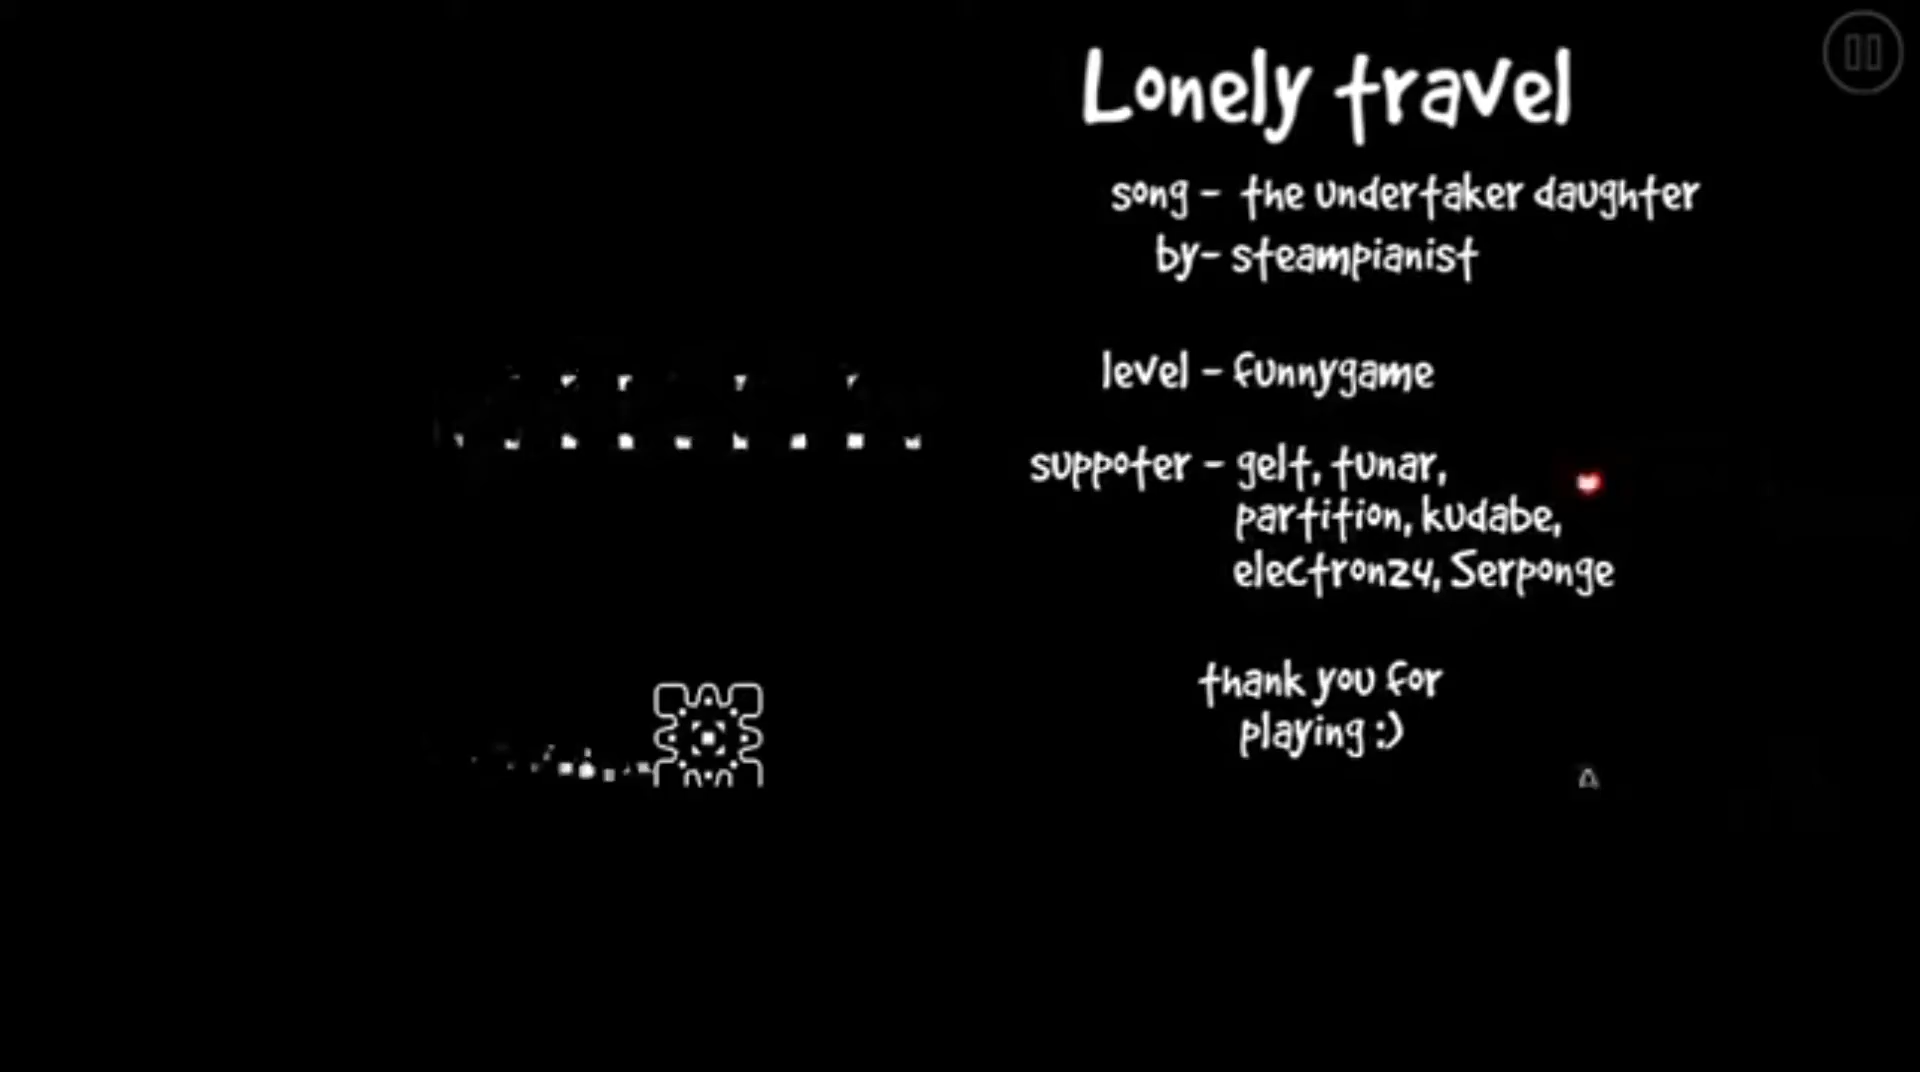 Lonely travel
song - the undertaker daughter
by- steampianist
level - funnygame
suppoter - gelt, tunar,
partition, kudabe,
electron24, Serponge
thank you for
playing :)